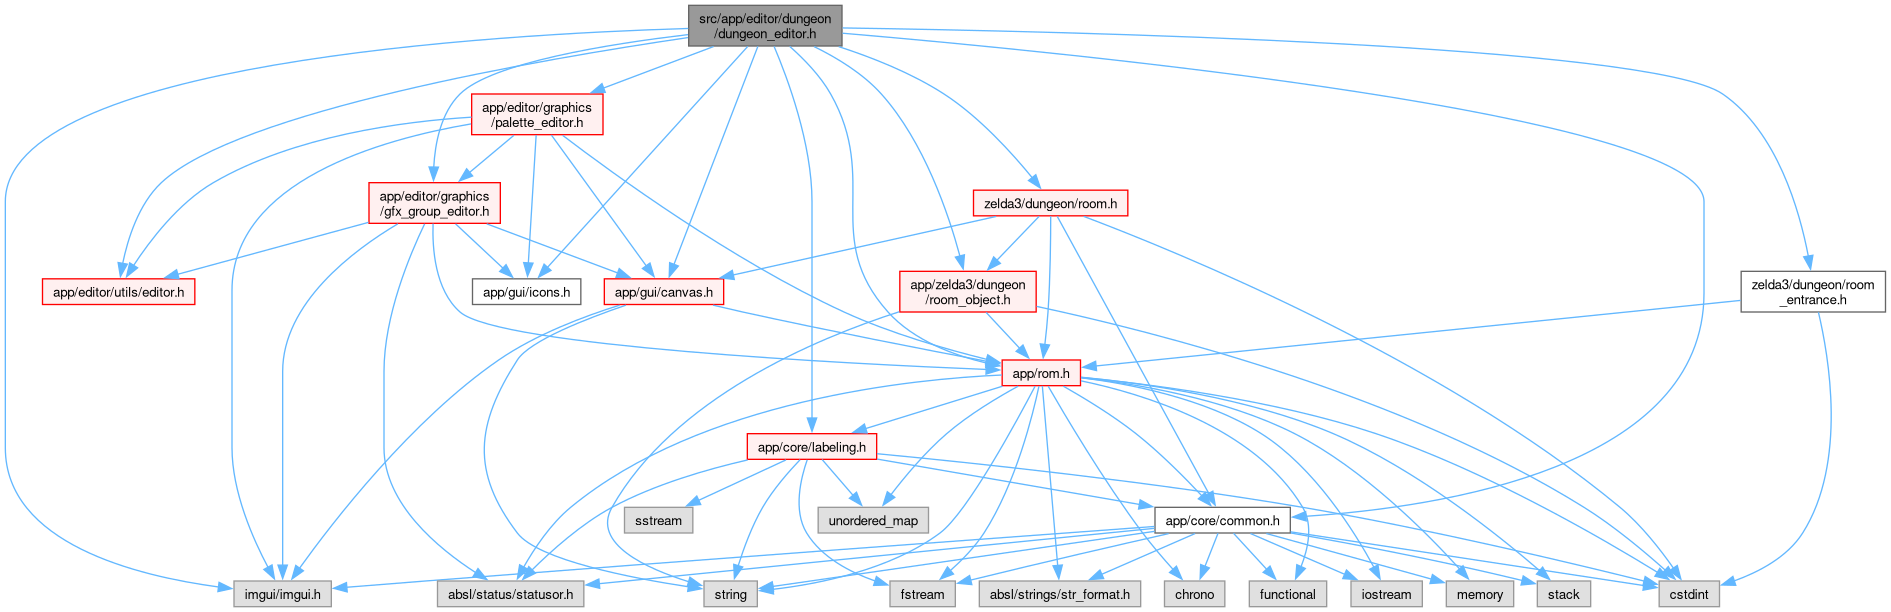 src/app/editor/dungeon
/dungeon_editor.h
app/editor/graphics
/palette_editor.h
app/editor/graphics
/gfx_group_editor.h
zelda3/dungeon/room.h
app/editor/utils/editor.h
app/gui/icons.h
app/gui/canvas.h
app/zelda3/dungeon
/room_object.h
zelda3/dungeon/room
_entrance.h
app/rom.h
app/core/labeling.h
sstream
unordered_map
app/core/common.h
imgui/imgui.h
absl/status/statusor.h
string
fstream
absl/strings/str_format.h
chrono
functional
iostream
memory
stack
cstdint